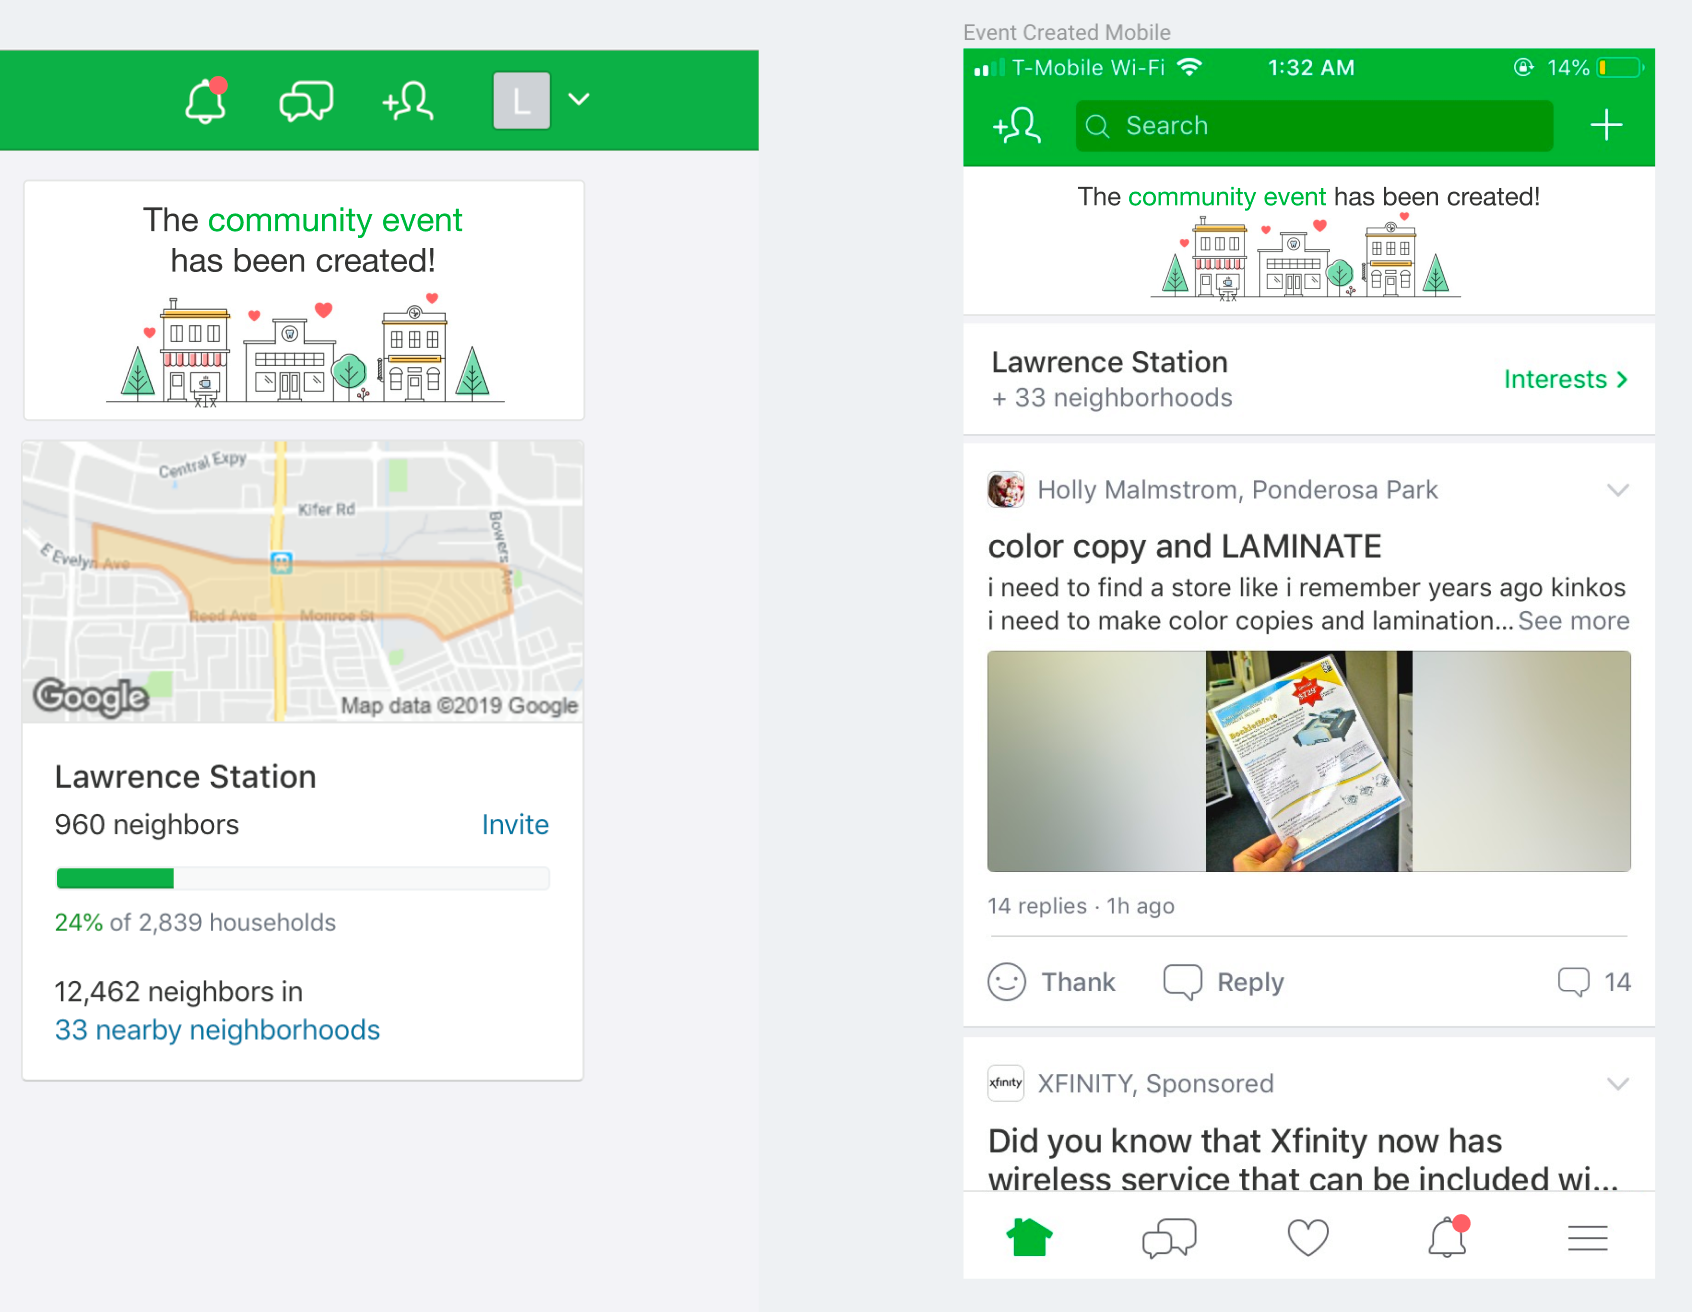 L
The community event
has been created!
Central Expy
Kifer Rd
Bowers Ave
E Evelyn Ave
Reed Ave
Monroe St
Google
Map data ©2019 Google
Lawrence Station
960 neighbors
Invite
24% of 2,839 households
12,462 neighbors in
33 nearby neighborhoods
Event Created Mobile
T-Mobile Wi-Fi 1:32 AM 14%
Search
The community event has been created!
Lawrence Station
+ 33 neighborhoods
Interests
Holly Malmstrom, Ponderosa Park
color copy and LAMINATE
i need to find a store like i remember years ago kinkos
i need to make color copies and lamination... See more
BookletMate
14 replies · 1h ago
Thank Reply 14
xfinity XFINITY, Sponsored
Did you know that Xfinity now has
wireless service that can be included wi...